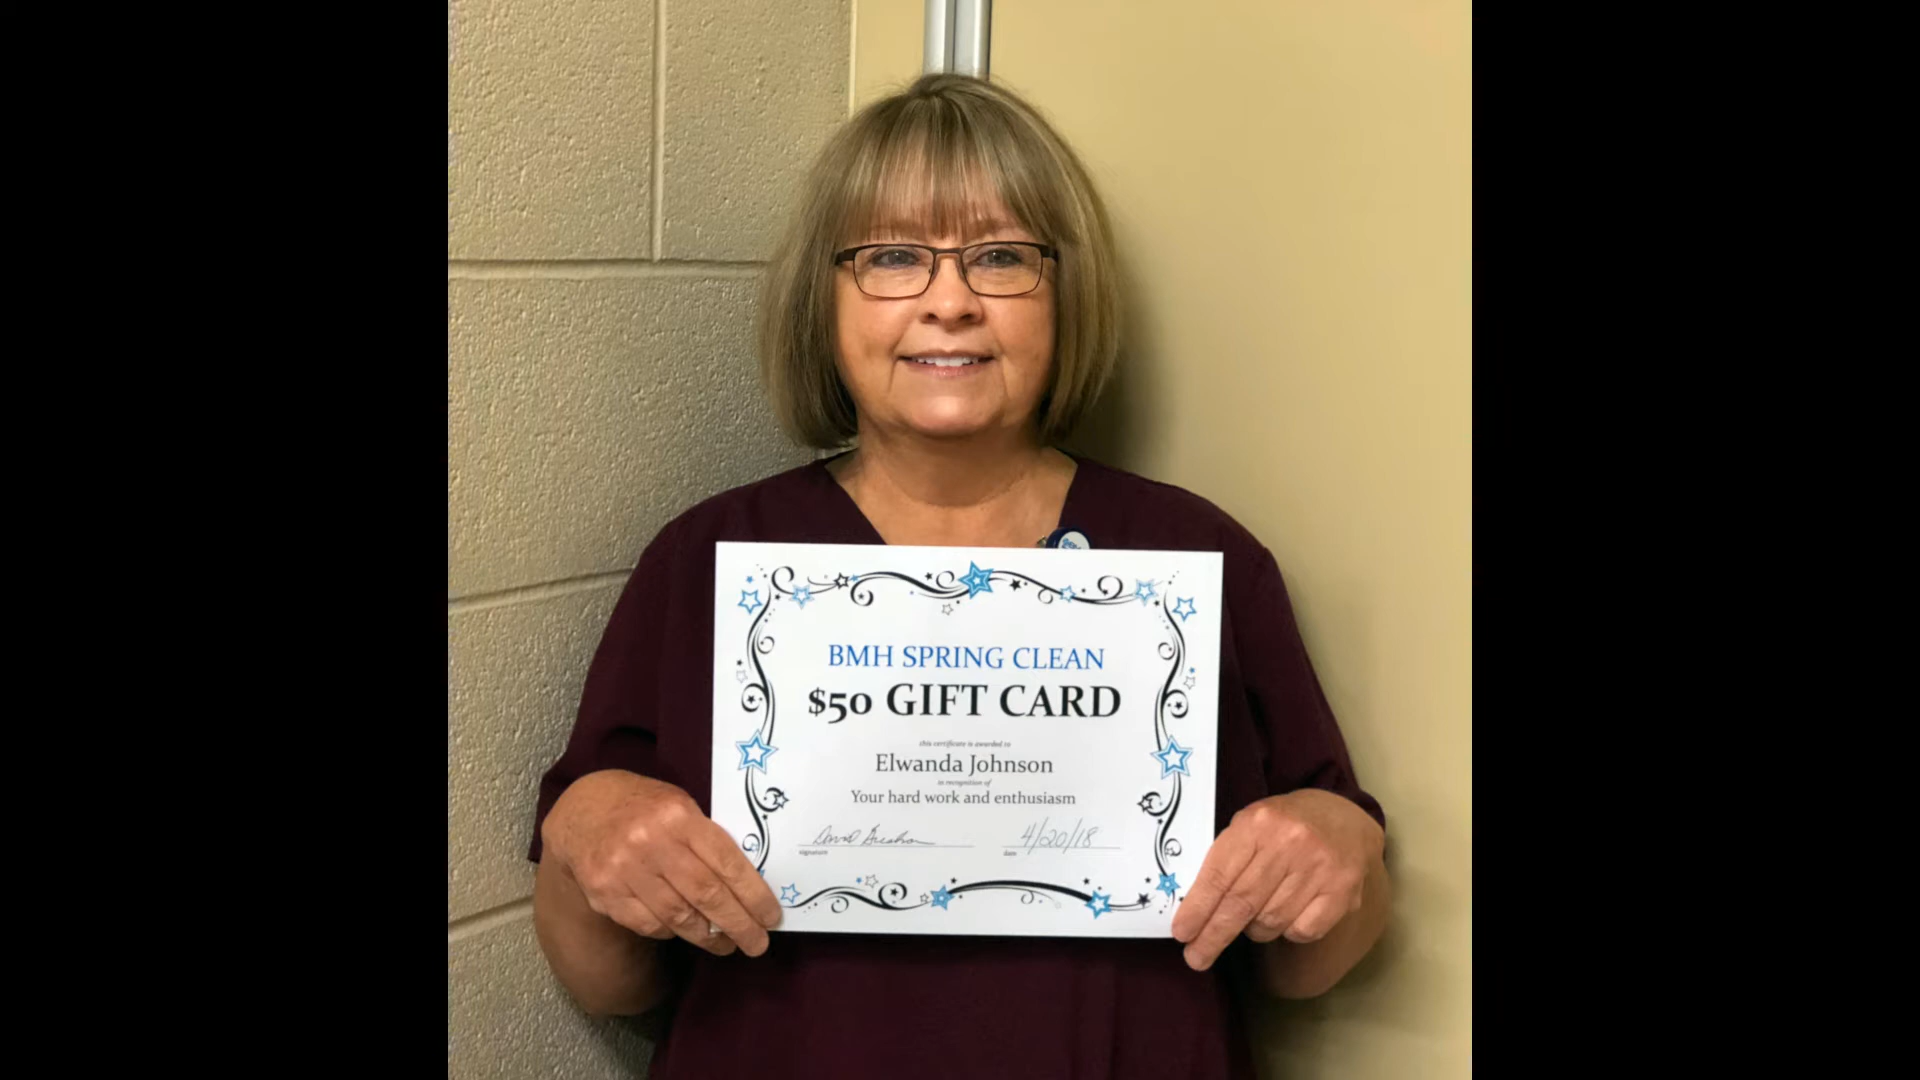 BMH SPRING CLEAN
$50 GIFT CARD
this certificate is awarded to
Elwanda Johnson
in recognition of
Your hard work and enthusiasm
4/20/18
signature
date